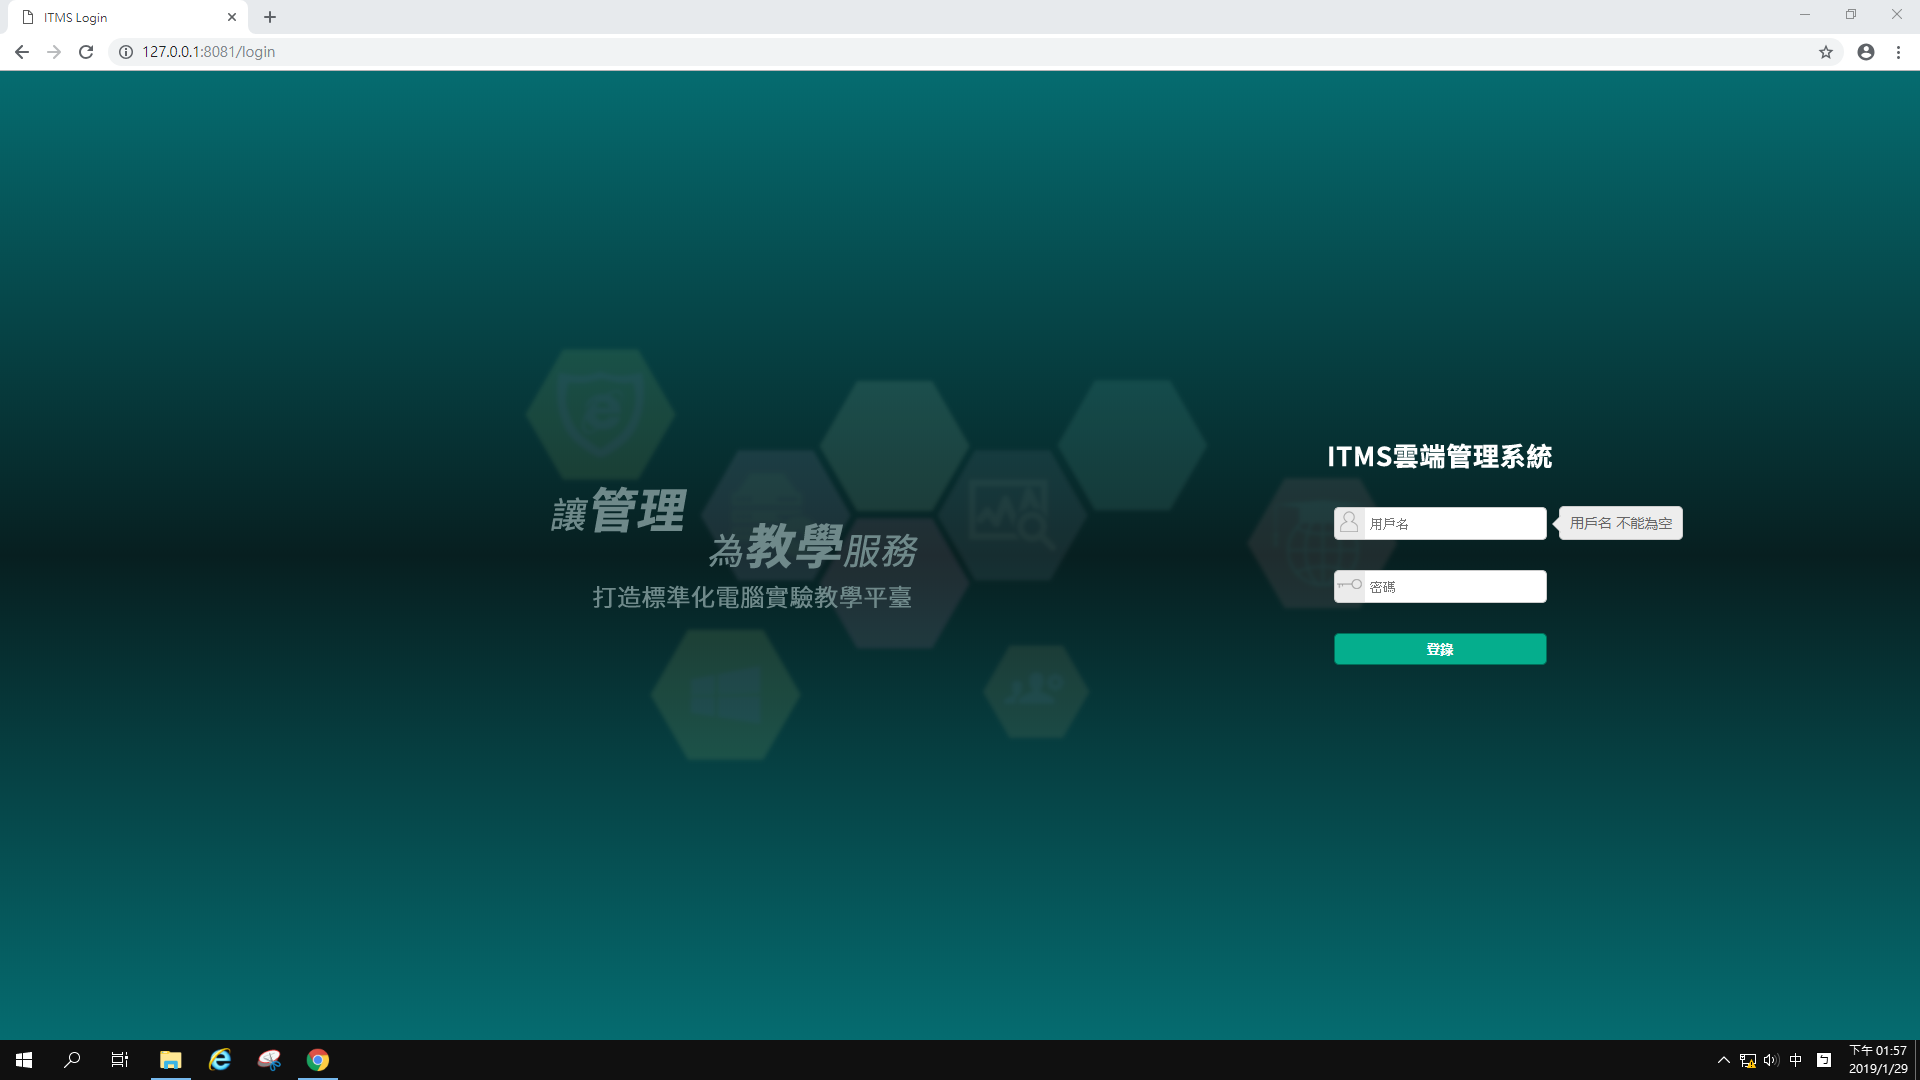 ITMS Login
127.0.0.1:8081/login
讓管理
為教學服務
打造標準化電腦實驗教學平臺
ITMS雲端管理系統
用戶名
用戶名 不能為空
密碼
登錄
中
ㄅ
下午 01:57
2019/1/29